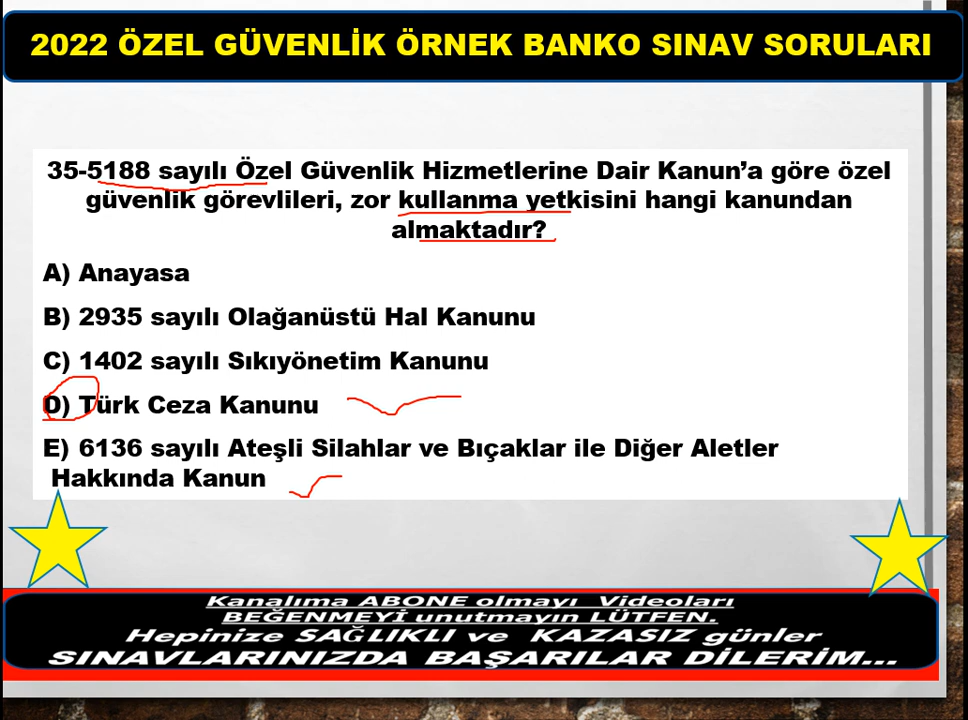 2022 ÖZEL GÜVENLİK ÖRNEK BANKO SINAV SORULARI
35-5188 sayılı Özel Güvenlik Hizmetlerine Dair Kanun’a göre özel
güvenlik görevlileri, zor kullanma yetkisini hangi kanundan
almaktadır?
A) Anayasa
B) 2935 sayılı Olağanüstü Hal Kanunu
C) 1402 sayılı Sıkıyönetim Kanunu
D) Türk Ceza Kanunu
E) 6136 sayılı Ateşli Silahlar ve Bıçaklar ile Diğer Aletler
Hakkında Kanun
Kanalıma ABONE olmayı Videoları
BEĞENMEYİ unutmayın LÜTFEN.
Hepinize SAĞLIKLI ve KAZASIZ günler
SINAVLARINIZDA BAŞARILAR DİLERİM...